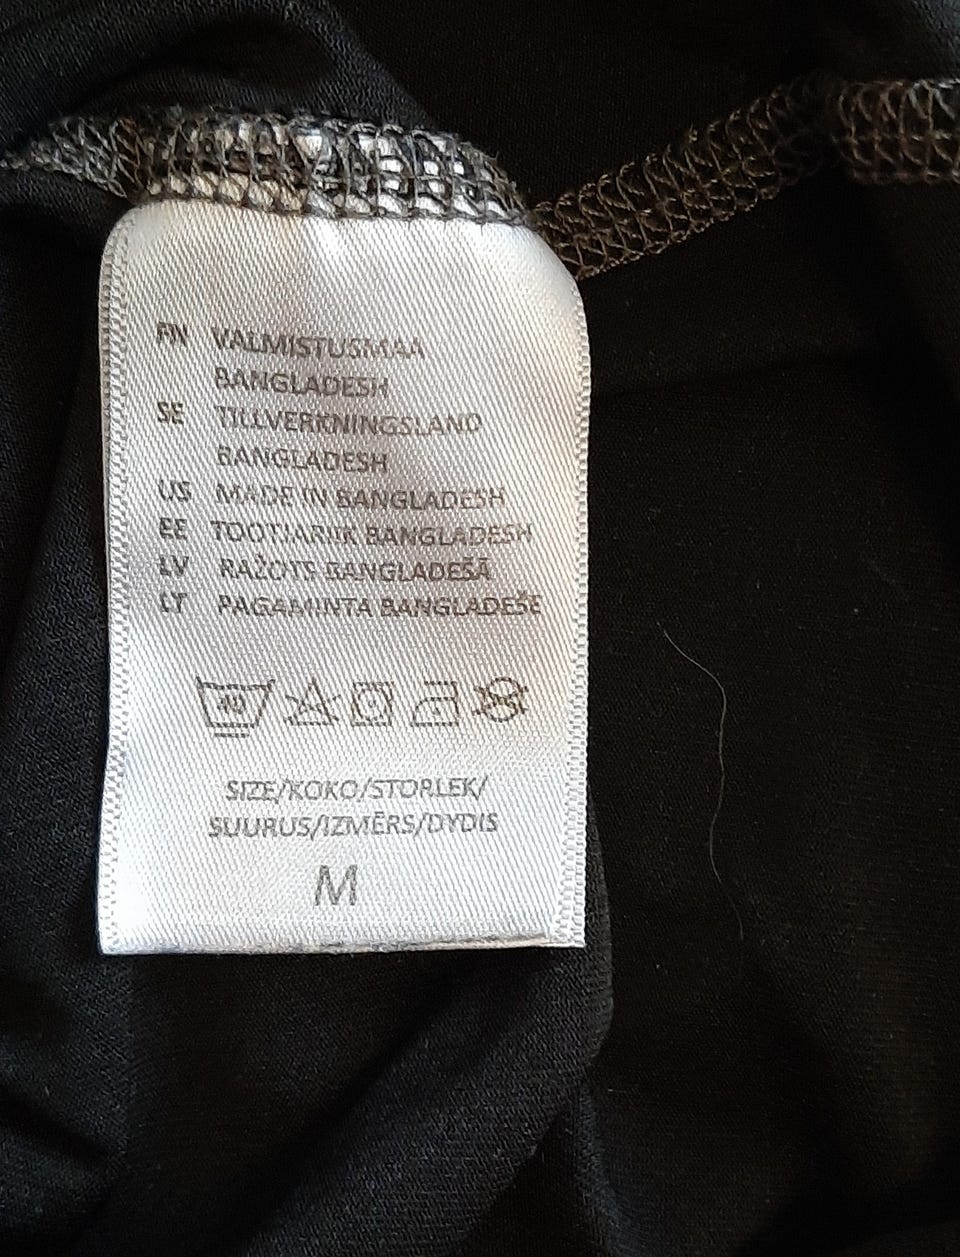 FN VALMISTUSMAA
BANGLADESH
SE TILLVERKNINGSLAND
BANGLADESH
US MADE IN BANGLADESH
EE TOOTJARIIK BANGLADESH
LV RAŽOTS BANGLADEŠĀ
LT PAGAMINTA BANGLADEŠE
SIZE/KOKO/STORLEK/
SUURUS/IZMĒRS/DYDIS
M